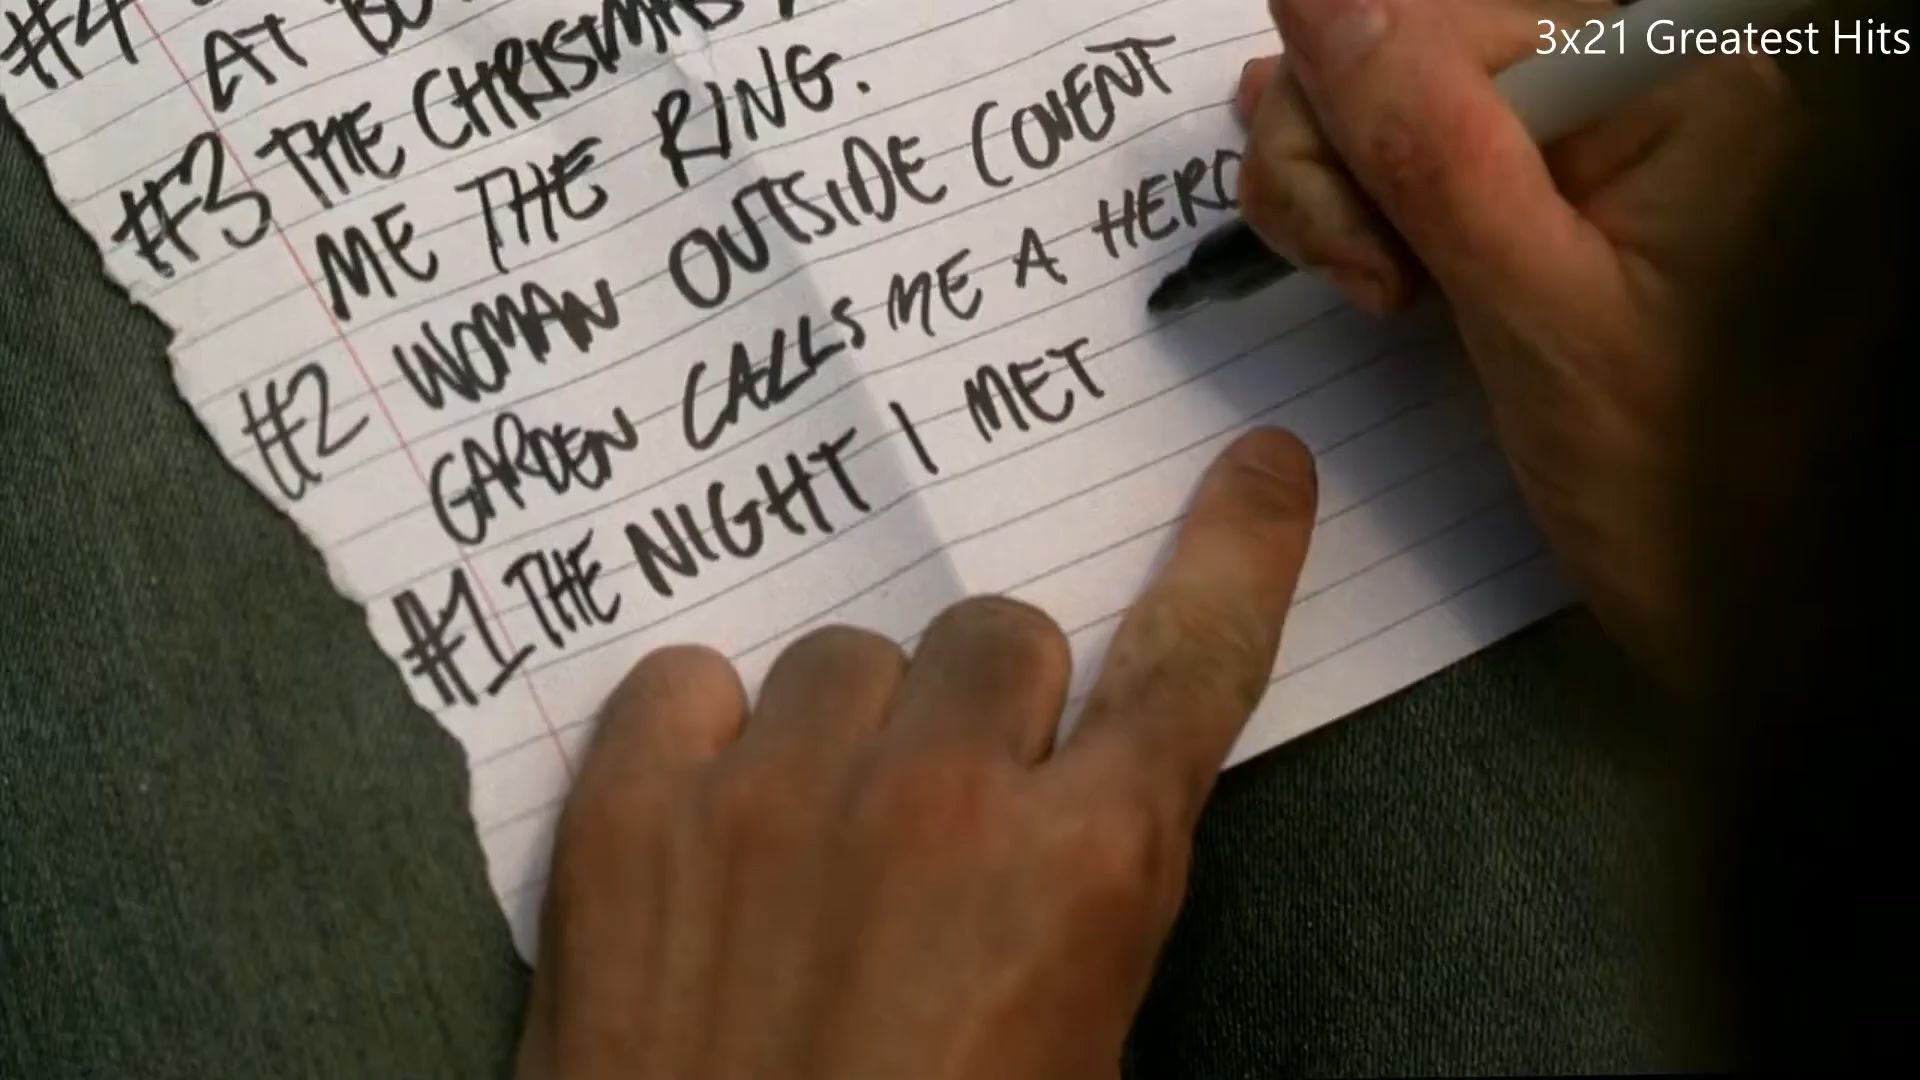 3x21 Greatest Hits
#4
AT
#3 THE CHRISTMAS
ME THE RING.
#2 WOMAN OUTSIDE COVENT
GARDEN CALLS ME A HERO
#1 THE NIGHT I MET